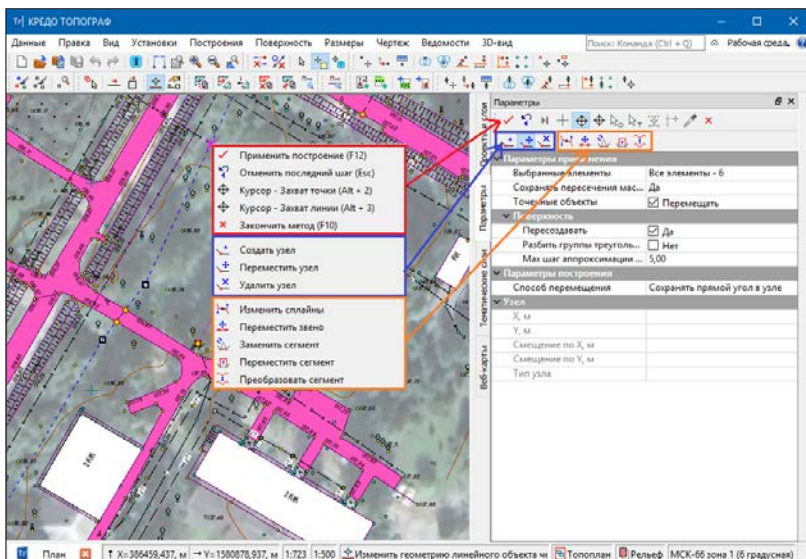 КРЕДО ТОПОГРАФ
Данные Правка Вид Установки Построения Поверхность Размеры Чертеж Ведомости 3D-вид Поиск: Команда (Ctrl + Q) Рабочая среда
Параметры
Параметры
Тематические слои
Веб-карты
Применить построение (F12)
Отменить последний шаг (Esc)
Курсор - Захват точки (Alt + 2)
Курсор - Захват линии (Alt + 3)
Закончить метод (F10)
Создать узел
Переместить узел
Удалить узел
Изменить сплайны
Переместить звено
Заменить сегмент
Переместить сегмент
Преобразовать сегмент
Параметры применения
Выбранные элементы Все элементы - 6
Сохранять пересечения мас... Да
Точечные объекты Перемещать
Поверхность
Пересоздавать Да
Разбить группы треуголь... Нет
Мах шаг аппроксимации ... 5,00
Параметры построения
Способ перемещения Сохранять прямой угол в узле
Узел
X, м
Y, м
Смещение по X, м
Смещение по Y, м
Тип узла
2КЖ
2КЖ
План X=386459,437, м Y=1580878,937, м 1:723 1:500 Изменить геометрию линейного объекта Топоплан Рельеф МСК-66 зона 1 (6 градусная)